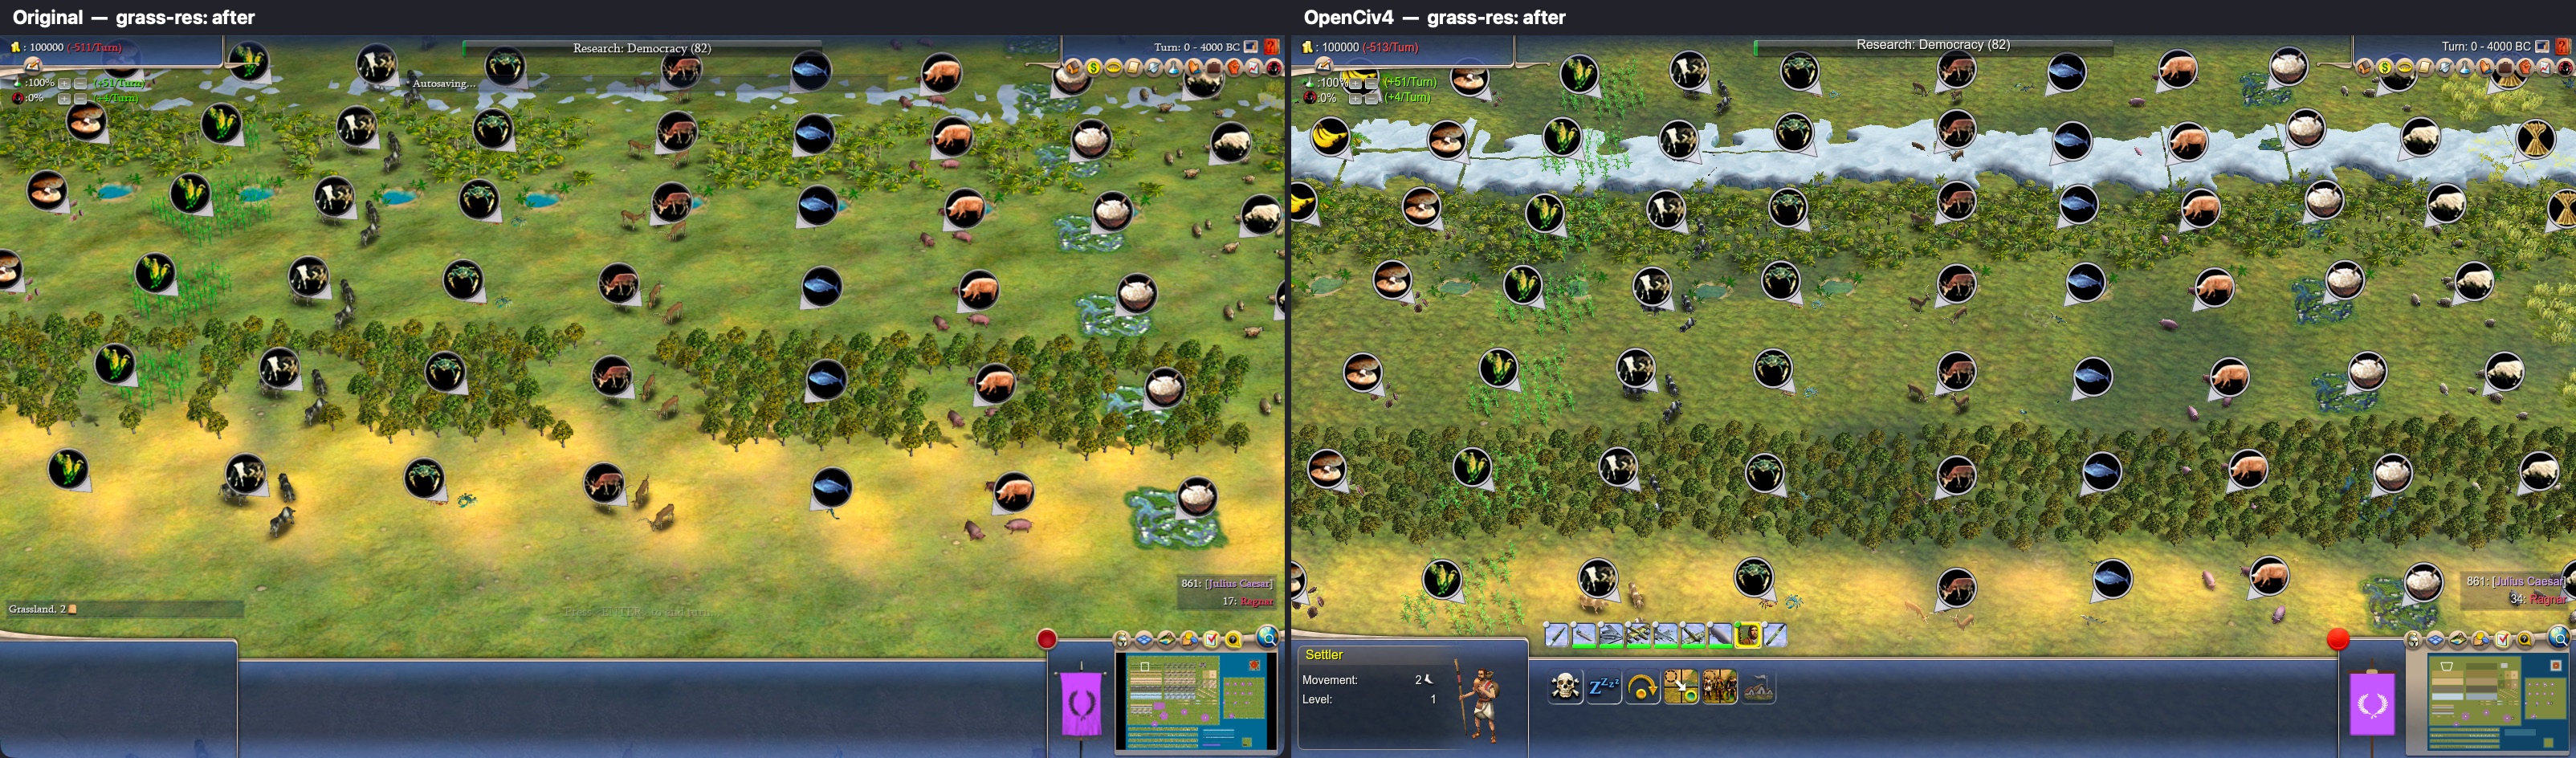 Original — grass-res: after
: 100000 (-511/Turn)
Research: Democracy (82)
Turn: 0 - 4000 BC
:100% (+51/Turn)
:0% (+4/Turn)
Autosaving...
861: [Julius Caesar]
17: Ragnar
Grassland, 2
OpenCiv4 — grass-res: after
: 100000 (-513/Turn)
Research: Democracy (82)
Turn: 0 - 4000 BC
:100% (+51/Turn)
:0% (+4/Turn)
861: [Julius Caesar]
34: Ragnar
Settler
Movement: 2
Level: 1
ZZZZZ